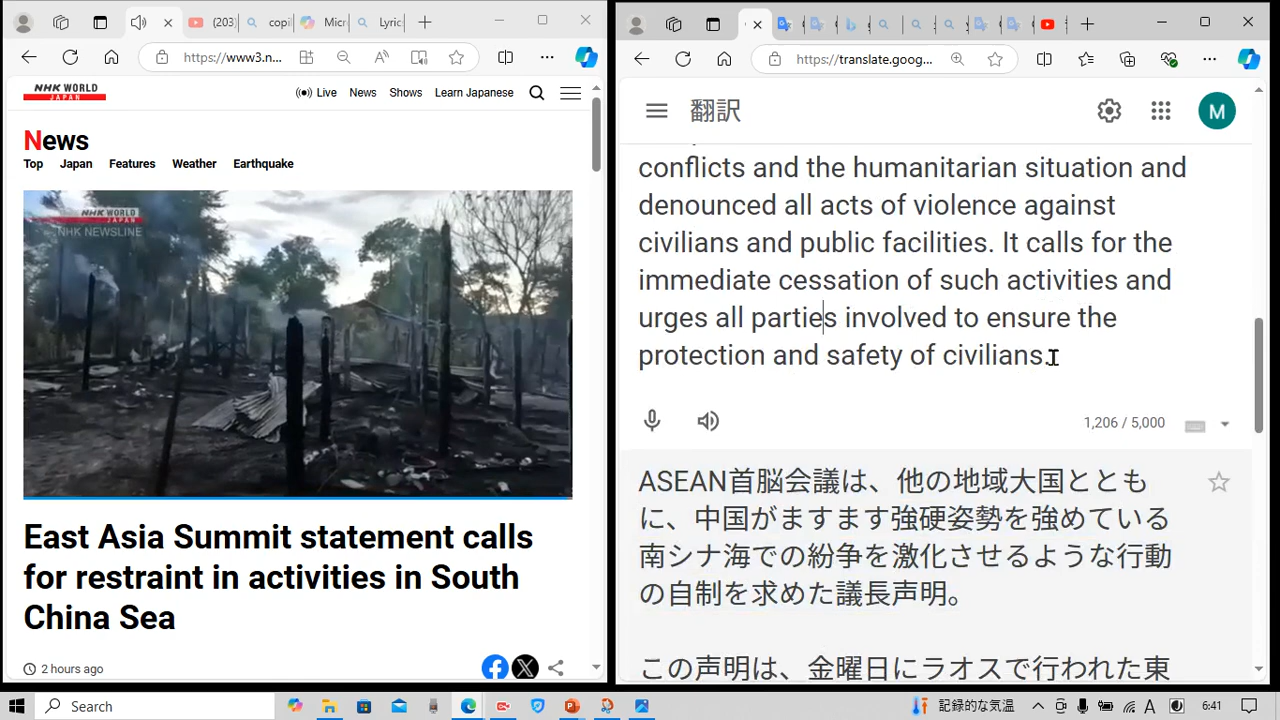 (203)
copil
Micr
Lyric:
https://www3.n...
https://translate.goog...
NHK WORLD
JAPAN
Live
News
Shows
Learn Japanese
News
Top
Japan
Features
Weather
Earthquake
NHK WORLD
JAPAN
NHK NEWSLINE
East Asia Summit statement calls
for restraint in activities in South
China Sea
2 hours ago
翻訳
M
conflicts and the humanitarian situation and
denounced all acts of violence against
civilians and public facilities. It calls for the
immediate cessation of such activities and
urges all parties involved to ensure the
protection and safety of civilians.
1,206 / 5,000
ASEAN首脳会議は、他の地域大国ととも
に、中国がますます強硬姿勢を強めている
南シナ海での紛争を激化させるような行動
の自制を求めた議長声明。
この声明は、金曜日にラオスで行われた東
Search
記録的な気温
A
6:41